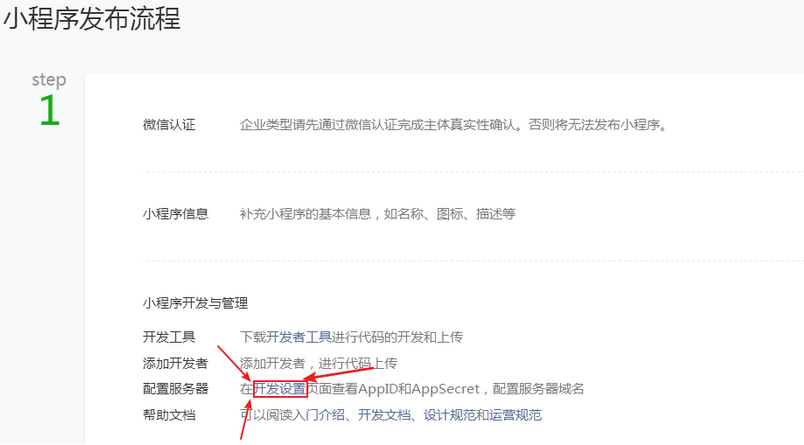 小程序发布流程
step
1
微信认证 企业类型请先通过微信认证完成主体真实性确认。否则将无法发布小程序。
小程序信息 补充小程序的基本信息，如名称、图标、描述等
小程序开发与管理
开发工具 下载开发者工具进行代码的开发和上传
添加开发者 添加开发者，进行代码上传
配置服务器 在开发设置页面查看AppID和AppSecret，配置服务器域名
帮助文档 可以阅读入门介绍、开发文档、设计规范和运营规范